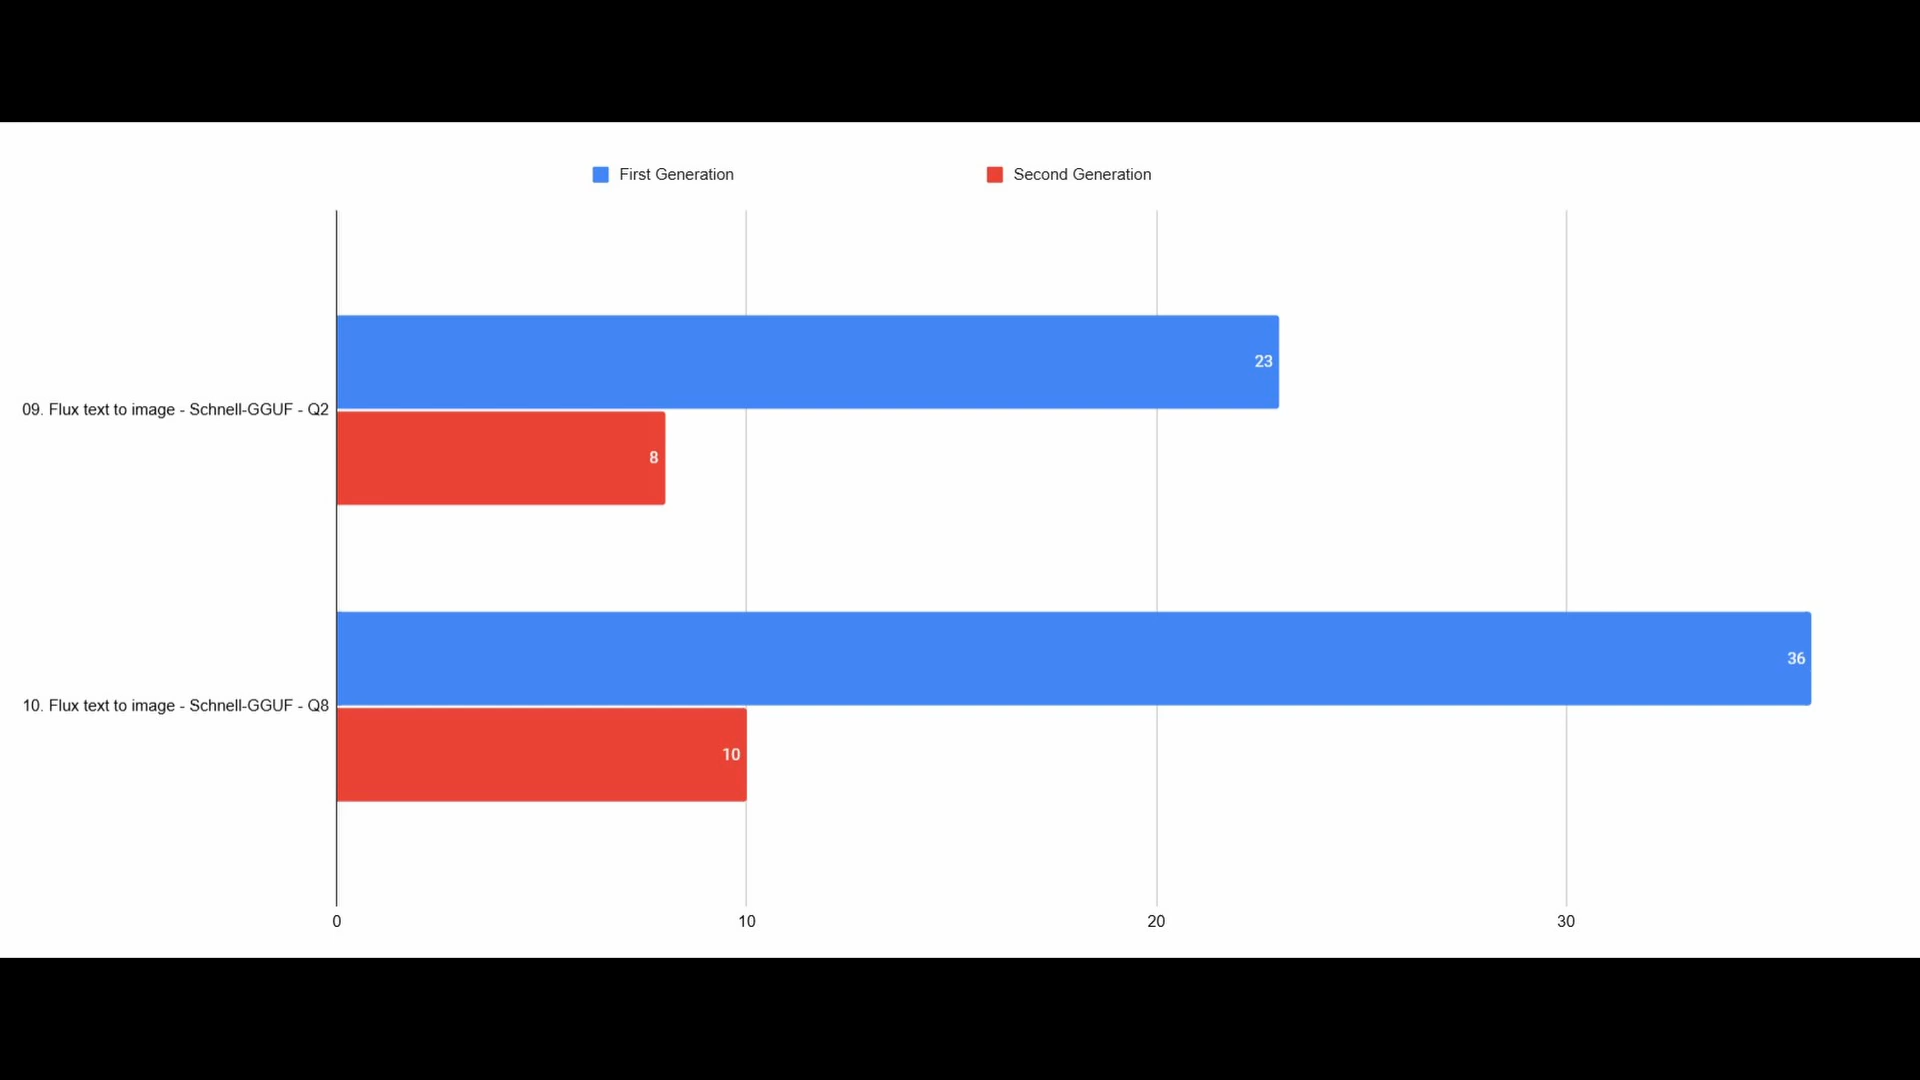 First Generation
Second Generation
23
09. Flux text to image - Schnell-GGUF - Q2
8
36
10. Flux text to image - Schnell-GGUF - Q8
10
0
10
20
30